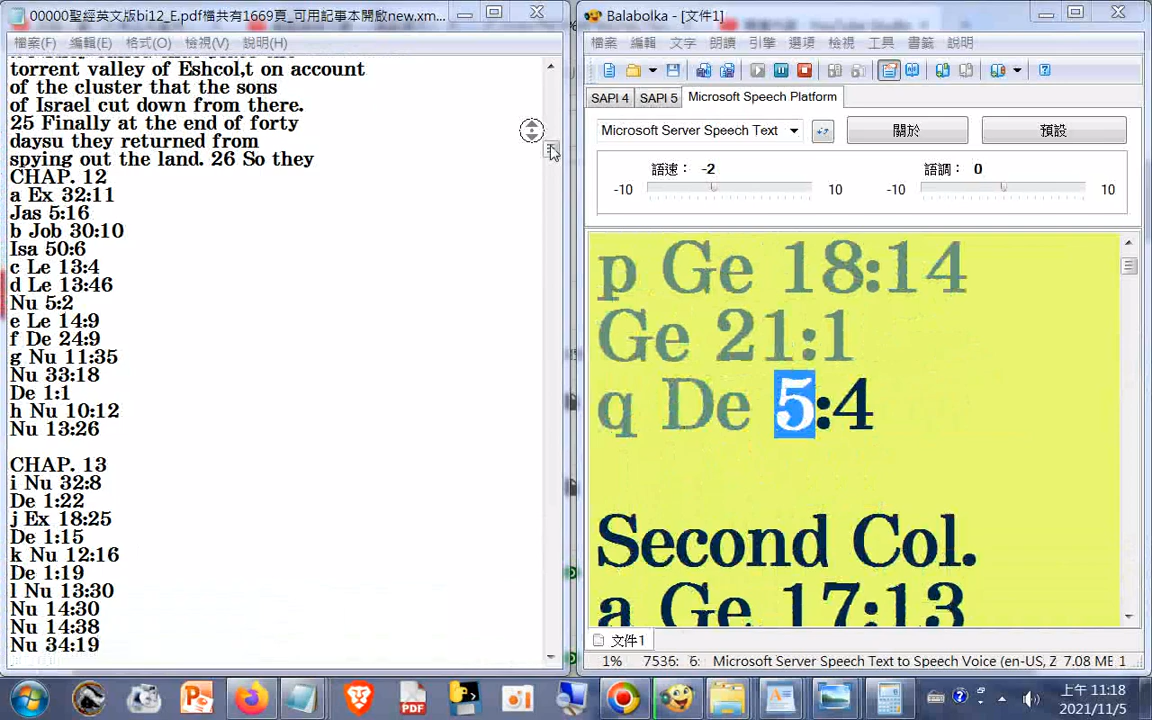 00000聖經英文版bi12_E.pdf檔共有1669頁_可用記事本開啟new.xm...
檔案(F) 編輯(E) 格式(O) 檢視(V) 說明(H)
torrent valley of Eshcol,t on account
of the cluster that the sons
of Israel cut down from there.
25 Finally at the end of forty
daysu they returned from
spying out the land. 26 So they
CHAP. 12
a Ex 32:11
Jas 5:16
b Job 30:10
Isa 50:6
c Le 13:4
d Le 13:46
Nu 5:2
e Le 14:9
f De 24:9
g Nu 11:35
Nu 33:18
De 1:1
h Nu 10:12
Nu 13:26
CHAP. 13
i Nu 32:8
De 1:22
j Ex 18:25
De 1:15
k Nu 12:16
De 1:19
l Nu 13:30
Nu 14:30
Nu 14:38
Nu 34:19
Balabolka - [文件1]
檔案 編輯 文字 朗讀 引擎 選項 檢視 工具 書籤 說明
SAPI 4 SAPI 5 Microsoft Speech Platform
Microsoft Server Speech Text 關於 預設
語速： -2 語調： 0
-10 10 -10 10
p Ge 18:14
Ge 21:1
q De 5:4
Second Col.
a Ge 17:13
文件1
1% 7536: 6: Microsoft Server Speech Text to Speech Voice (en-US, Z 7.08 ME 1
PDF
上午 11:18
2021/11/5